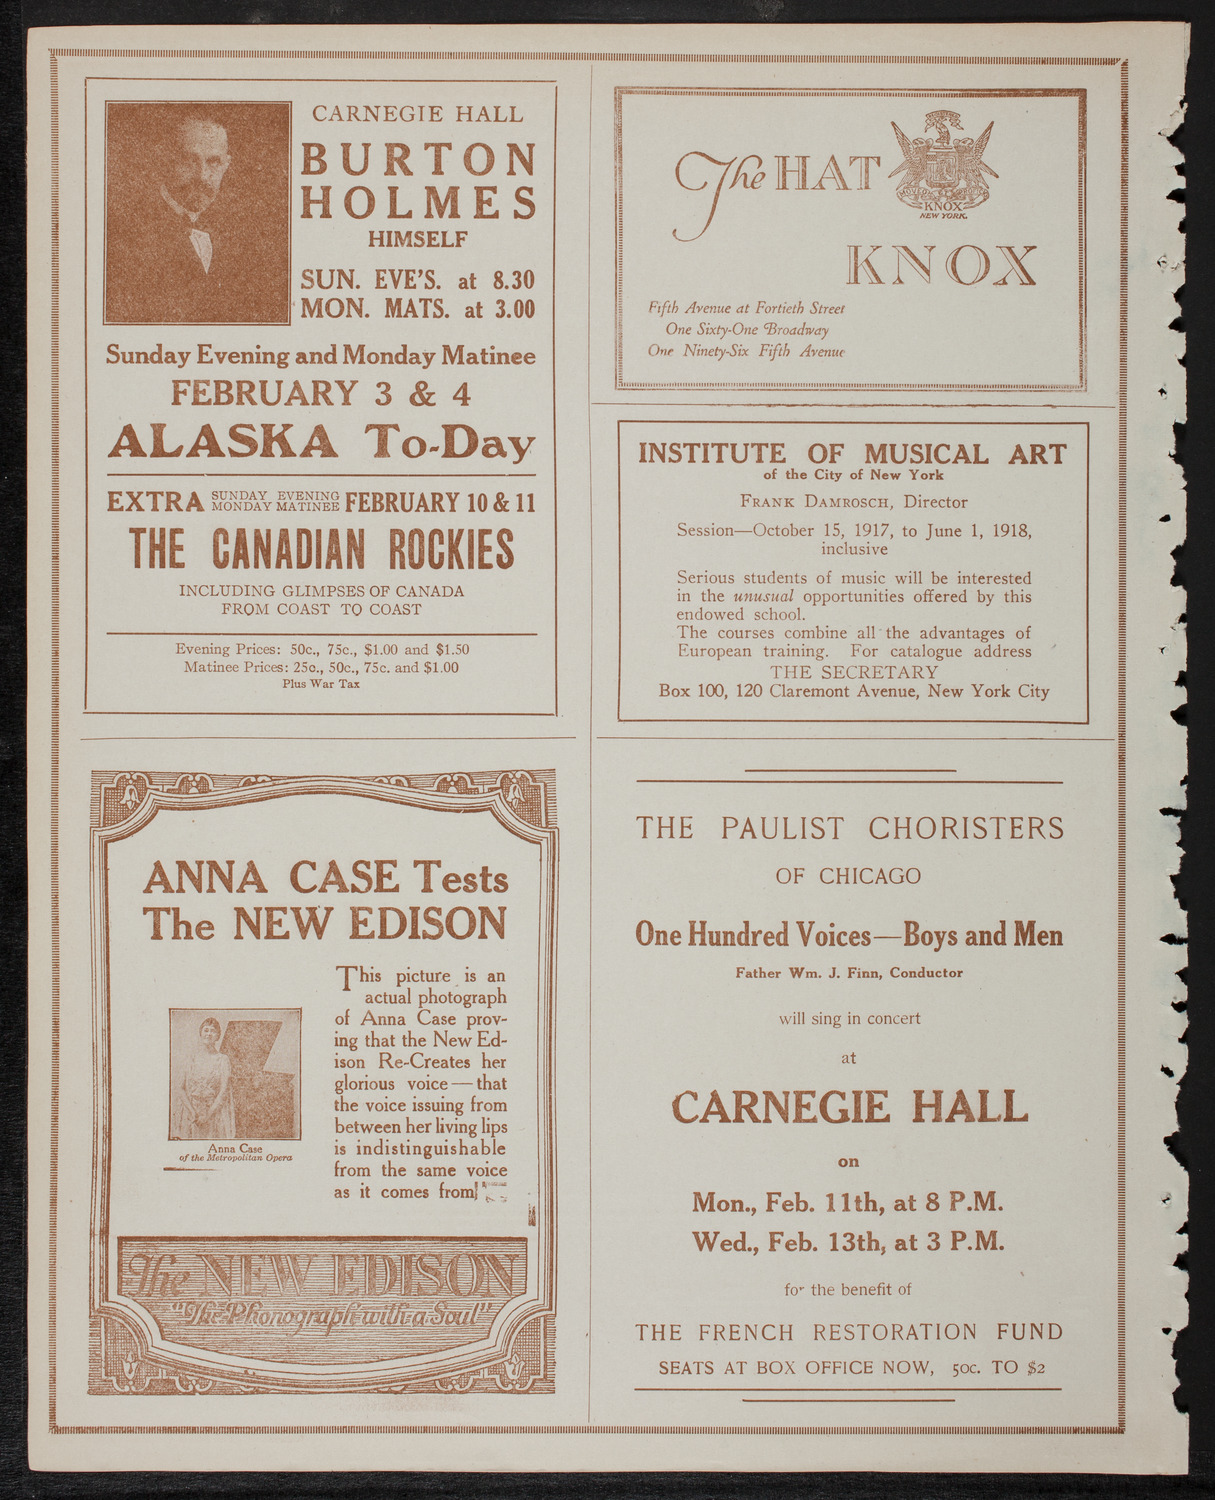 CARNEGIE HALL
BURTON
HOLMES
HIMSELF
SUN. EVE'S. at 8.30
MON. MATS. at 3.00
Sunday Evening and Monday Matinee
FEBRUARY 3 & 4
ALASKA To-Day
EXTRA SUNDAY EVENING MONDAY MATINEE FEBRUARY 10 & 11
THE CANADIAN ROCKIES
INCLUDING GLIMPSES OF CANADA
FROM COAST TO COAST
Evening Prices: 50c., 75c., $1.00 and $1.50
Matinee Prices: 25c., 50c., 75c. and $1.00
Plus War Tax
The HAT
KNOX
NEW YORK.
KNOX
Fifth Avenue at Fortieth Street
One Sixty-One Broadway
One Ninety-Six Fifth Avenue
INSTITUTE OF MUSICAL ART
of the City of New York
FRANK DAMROSCH, Director
Session—October 15, 1917, to June 1, 1918,
inclusive
Serious students of music will be interested
in the unusual opportunities offered by this
endowed school.
The courses combine all the advantages of
European training. For catalogue address
THE SECRETARY
Box 100, 120 Claremont Avenue, New York City
ANNA CASE Tests
The NEW EDISON
This picture is an
actual photograph
of Anna Case prov-
ing that the New Ed-
ison Re-Creates her
glorious voice—that
the voice issuing from
between her living lips
is indistinguishable
from the same voice
as it comes from
Anna Case
of the Metropolitan Opera
The NEW EDISON
"The Phonograph with a Soul"
THE PAULIST CHORISTERS
OF CHICAGO
One Hundred Voices—Boys and Men
Father Wm. J. Finn, Conductor
will sing in concert
at
CARNEGIE HALL
on
Mon., Feb. 11th, at 8 P.M.
Wed., Feb. 13th, at 3 P.M.
for the benefit of
THE FRENCH RESTORATION FUND
SEATS AT BOX OFFICE NOW, 50C. TO $2